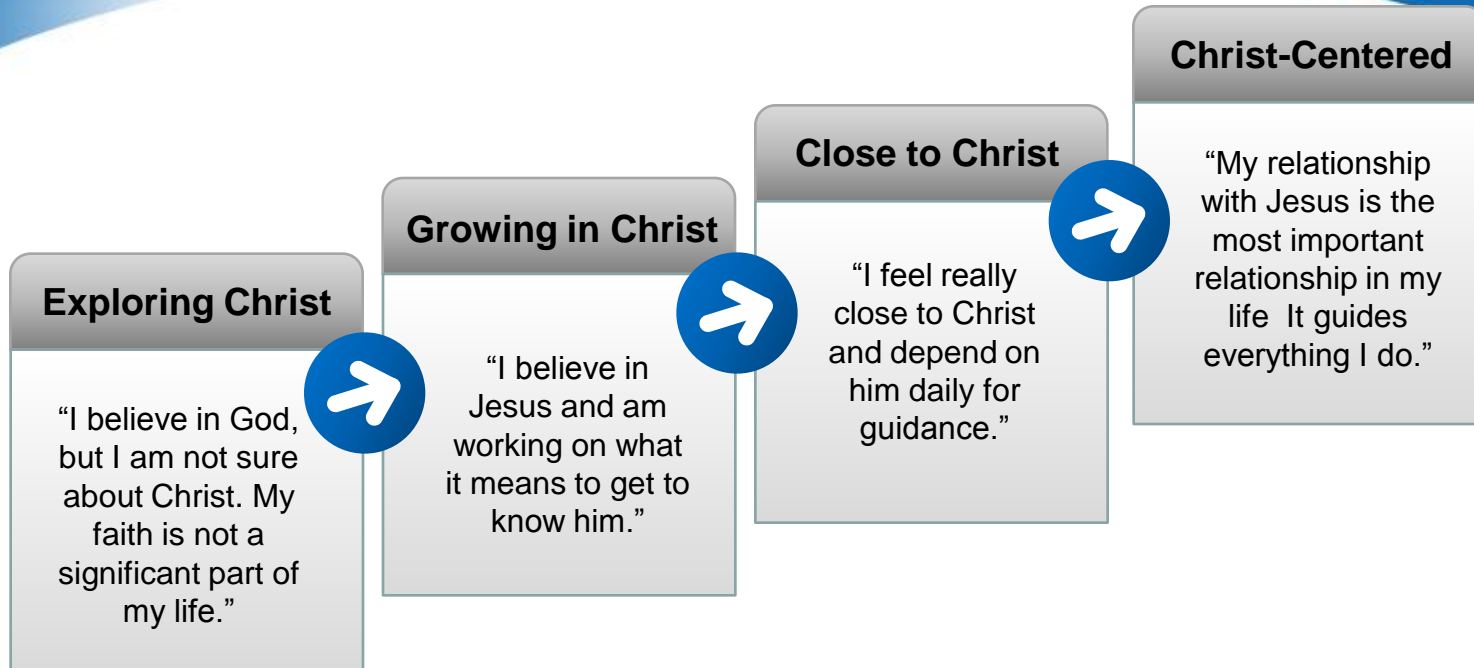 Exploring Christ
“I believe in God,
but I am not sure
about Christ. My
faith is not a
significant part of
my life.”
Growing in Christ
“I believe in
Jesus and am
working on what
it means to get to
know him.”
Close to Christ
“I feel really
close to Christ
and depend on
him daily for
guidance.”
Christ-Centered
“My relationship
with Jesus is the
most important
relationship in my
life  It guides
everything I do.”